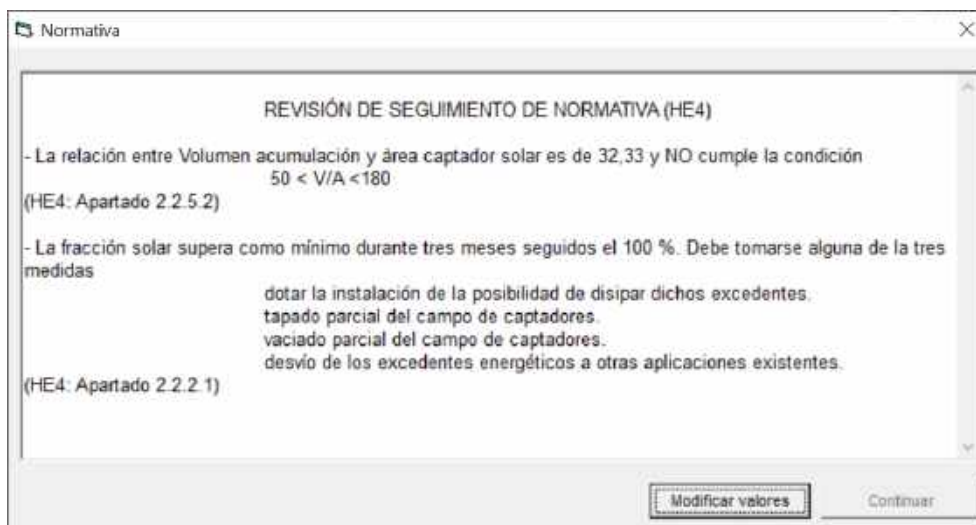 Normativa
REVISIÓN DE SEGUIMIENTO DE NORMATIVA (HE4)
- La relación entre Volumen acumulación y área captador solar es de 32,33 y NO cumple la condición
50 < V/A <180
(HE4: Apartado 2.2.5.2)
- La fracción solar supera como mínimo durante tres meses seguidos el 100 %. Debe tomarse alguna de la tres
medidas
dotar la instalación de la posibilidad de disipar dichos excedentes.
tapado parcial del campo de captadores.
vaciado parcial del campo de captadores.
desvío de los excedentes energéticos a otras aplicaciones existentes.
(HE4: Apartado 2.2.2.1)
Modificar valores Continuar